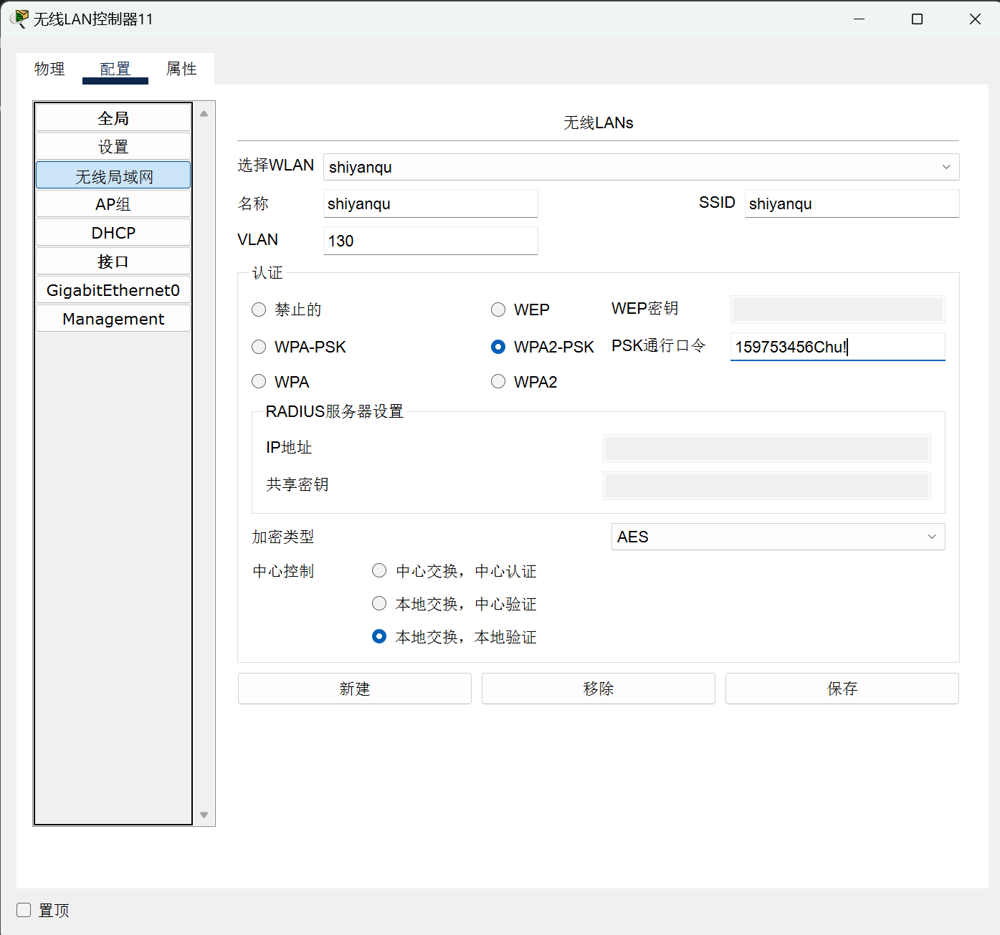 无线LAN控制器11
物理 配置 属性
全局
设置
无线局域网
AP组
DHCP
接口
GigabitEthernet0
Management
无线LANs
选择WLAN shiyanqu
名称 shiyanqu SSID shiyanqu
VLAN 130
认证
禁止的 WEP WEP密钥
WPA-PSK WPA2-PSK PSK通行口令 159753456Chu!
WPA WPA2
RADIUS服务器设置
IP地址
共享密钥
加密类型 AES
中心控制 中心交换，中心认证
本地交换，中心验证
本地交换，本地验证
新建 移除 保存
置顶